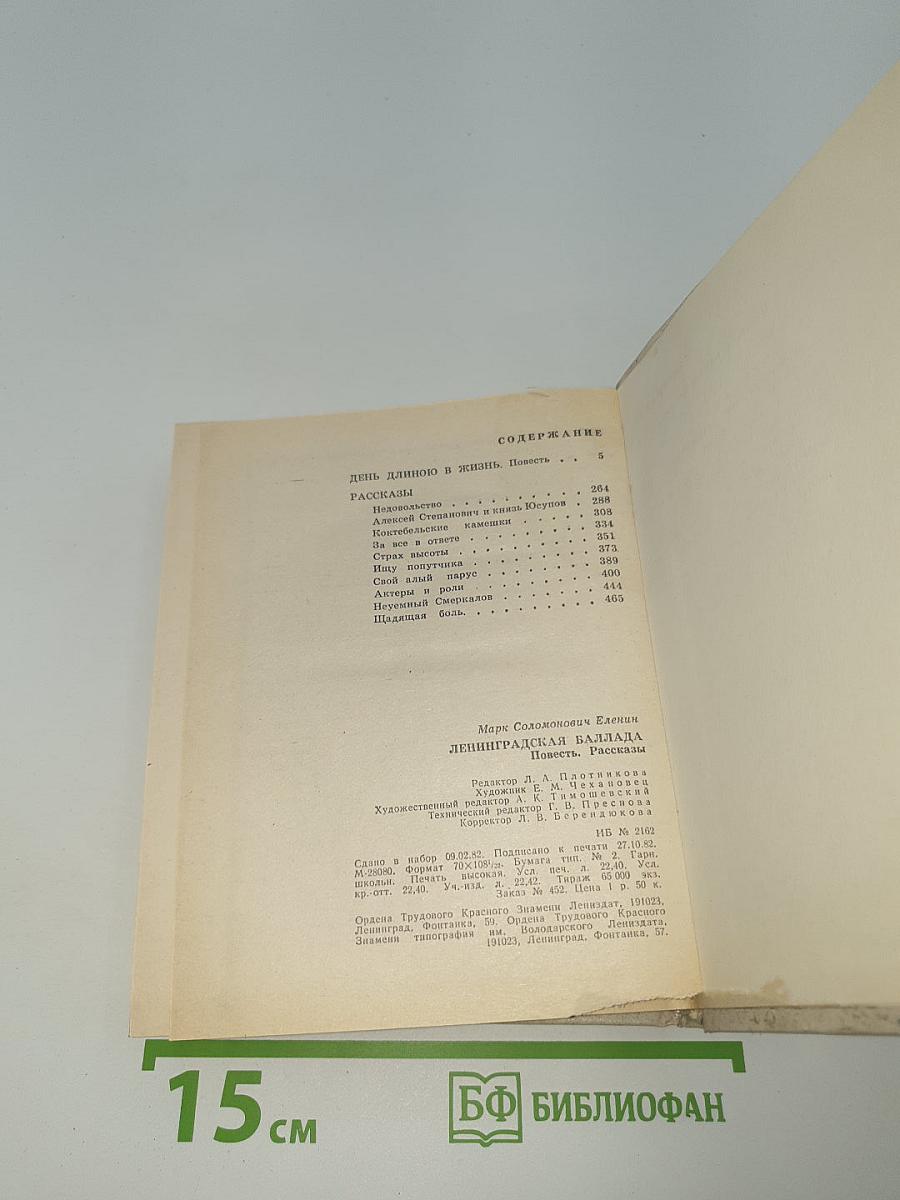 СОДЕРЖАНИЕ
ДЕНЬ ДЛИНОЮ В ЖИЗНЬ. Повесть . . 5
РАССКАЗЫ
Недовольство . . . . . . . . . . 264
Алексей Степанович и князь Юсупов . 288
Коктебельские камешки . . . . . 308
За все в ответе . . . . . . . . 334
Страх высоты . . . . . . . . . 351
Ищу попутчика . . . . . . . . . 373
Свой алый парус . . . . . . . . 389
Актеры и роли . . . . . . . . . 400
Неуемный Смеркалов . . . . . . . 444
Щадящая боль. . . . . . . . . . 465
Марк Соломонович Еленин
ЛЕНИНГРАДСКАЯ БАЛЛАДА
Повесть. Рассказы
Редактор Л. А. Плотникова
Художник Е. М. Чехановец
Художественный редактор А. К. Тимошевский
Технический редактор Г. В. Преснова
Корректор Л. В. Берендюкова
ИБ № 2162
Сдано в набор 09.02.82. Подписано к печати 27.10.82.
М-28080. Формат 70×108¹/₃₂. Бумага тип. № 2. Гарн.
школьн. Печать высокая. Усл. печ. л. 22,40. Усл.
кр.-отт. 22,40. Уч.-изд. л. 22,42. Тираж 65 000 экз.
Заказ № 452. Цена 1 р. 50 к.
Ордена Трудового Красного Знамени Лениздат, 191023,
Ленинград, Фонтанка, 59. Ордена Трудового Красного
Знамени типография им. Володарского Лениздата,
191023, Ленинград, Фонтанка, 57.
15 см
БФ БИБЛИОФАН